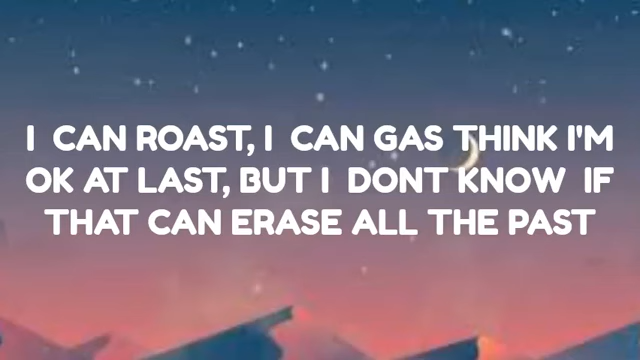 I CAN ROAST, I CAN GAS THINK I'M
OK AT LAST, BUT I DONT KNOW IF
THAT CAN ERASE ALL THE PAST